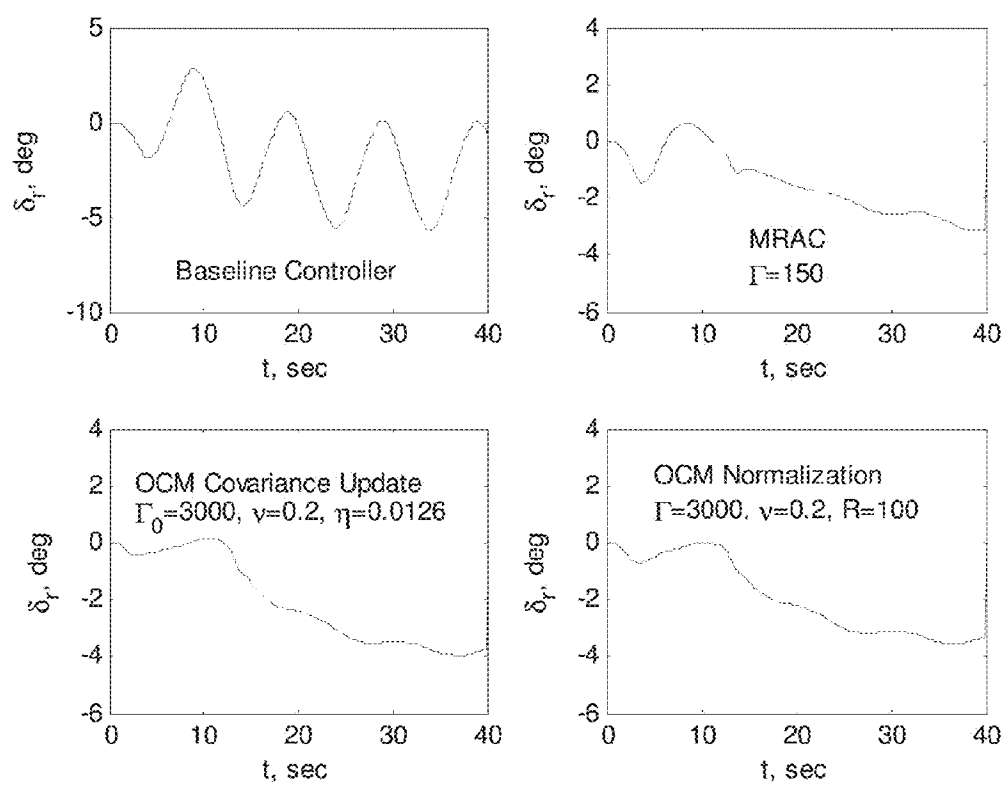 5
0
-5
-10
δr, deg
Baseline Controller
0 10 20 30 40
t, sec
4
2
0
-2
-4
-6
δr, deg
MRAC
Γ=150
0 10 20 30 40
t, sec
4
2
0
-2
-4
-6
δr, deg
OCM Covariance Update
Γ0=3000, ν=0.2, η=0.0126
0 10 20 30 40
t, sec
4
2
0
-2
-4
-6
δr, deg
OCM Normalization
Γ=3000, ν=0.2, R=100
0 10 20 30 40
t, sec